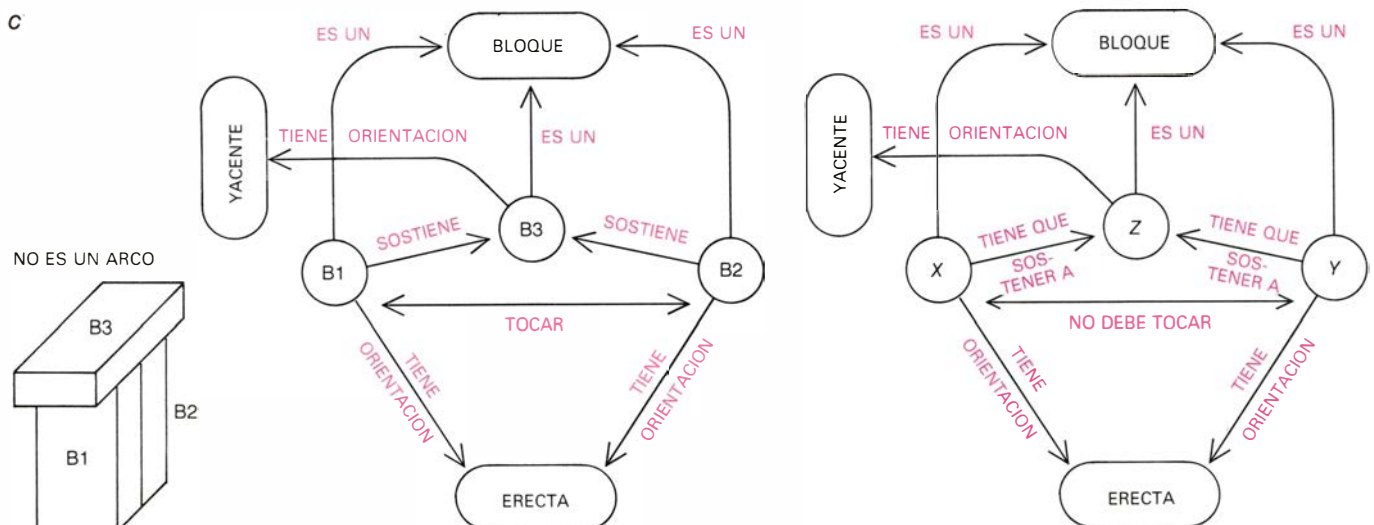 c
NO ES UN ARCO
B3
B1
B2
ES UN
BLOQUE
ES UN
YACENTE
TIENE ORIENTACION
ES UN
B3
SOSTIENE
SOSTIENE
B1
B2
TOCAR
TIENE
ORIENTACION
TIENE
ORIENTACION
ERECTA
ES UN
BLOQUE
ES UN
YACENTE
TIENE ORIENTACION
ES UN
Z
TIENE QUE
SOS-
TENER A
TIENE QUE
SOS-
TENER A
X
Y
NO DEBE TOCAR
TIENE
ORIENTACION
TIENE
ORIENTACION
ERECTA